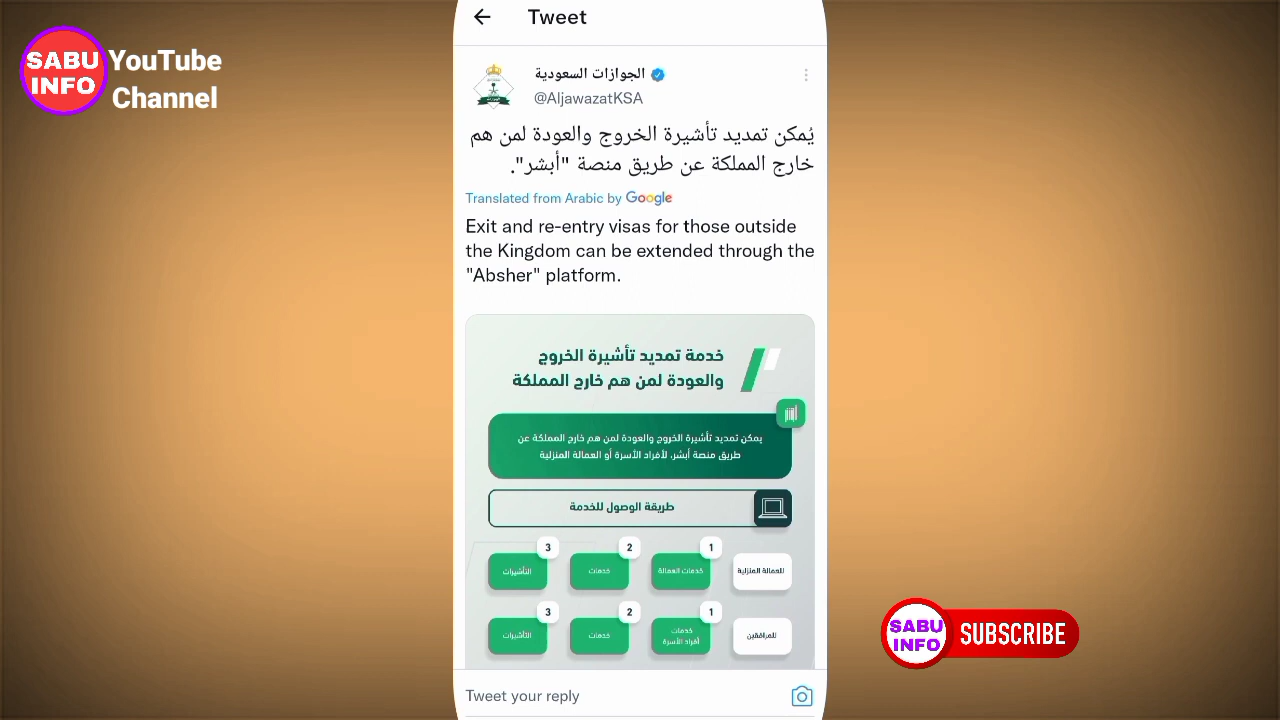 SABU
INFO
YouTube
Channel
Tweet
الجوازات السعودية
@AljawazatKSA
يُمكن تمديد تأشيرة الخروج والعودة لمن هم
خارج المملكة عن طريق منصة "أبشر".
Translated from Arabic by Google
Exit and re-entry visas for those outside
the Kingdom can be extended through the
"Absher" platform.
خدمة تمديد تأشيرة الخروج
والعودة لمن هم خارج المملكة
يمكن تمديد تأشيرة الخروج والعودة لمن هم خارج المملكة عن
طريق منصة أبشر، لأفراد الأسرة أو العمالة المنزلية
طريقة الوصول للخدمة
1
2
3
للعمالة المنزلية
خدمات العمالة
خدمات
التأشيرات
1
2
3
للمرافقين
خدمات
أفراد الأسرة
خدمات
التأشيرات
SABU
INFO
SUBSCRIBE
Tweet your reply